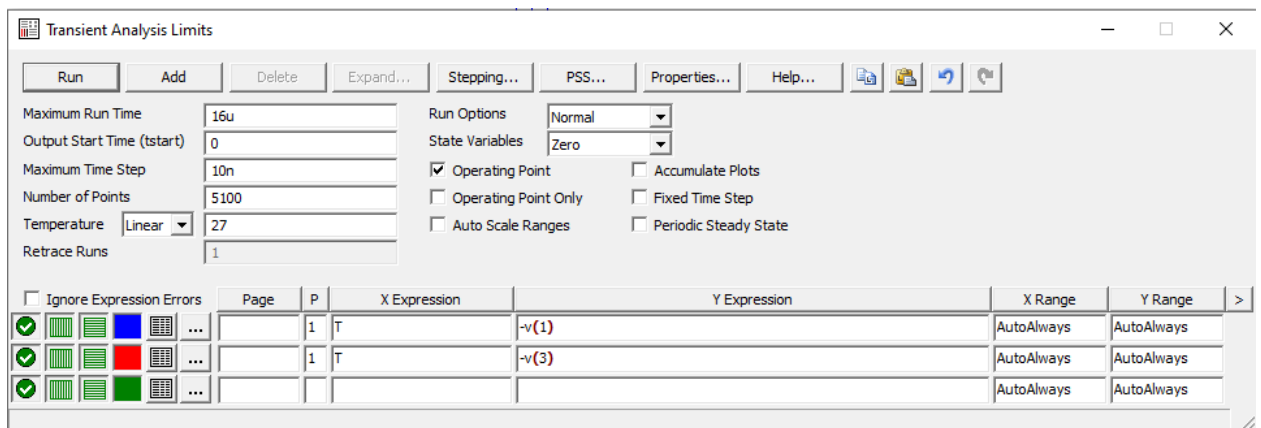 Transient Analysis Limits
Run Add Delete Expand... Stepping... PSS... Properties... Help...
Maximum Run Time 16u Run Options Normal
Output Start Time (tstart) 0 State Variables Zero
Maximum Time Step 10n Operating Point Accumulate Plots
Number of Points 5100 Operating Point Only Fixed Time Step
Temperature Linear 27 Auto Scale Ranges Periodic Steady State
Retrace Runs 1
Ignore Expression Errors Page P X Expression Y Expression X Range Y Range >
... 1 T -v(1) AutoAlways AutoAlways
... 1 T -v(3) AutoAlways AutoAlways
... AutoAlways AutoAlways